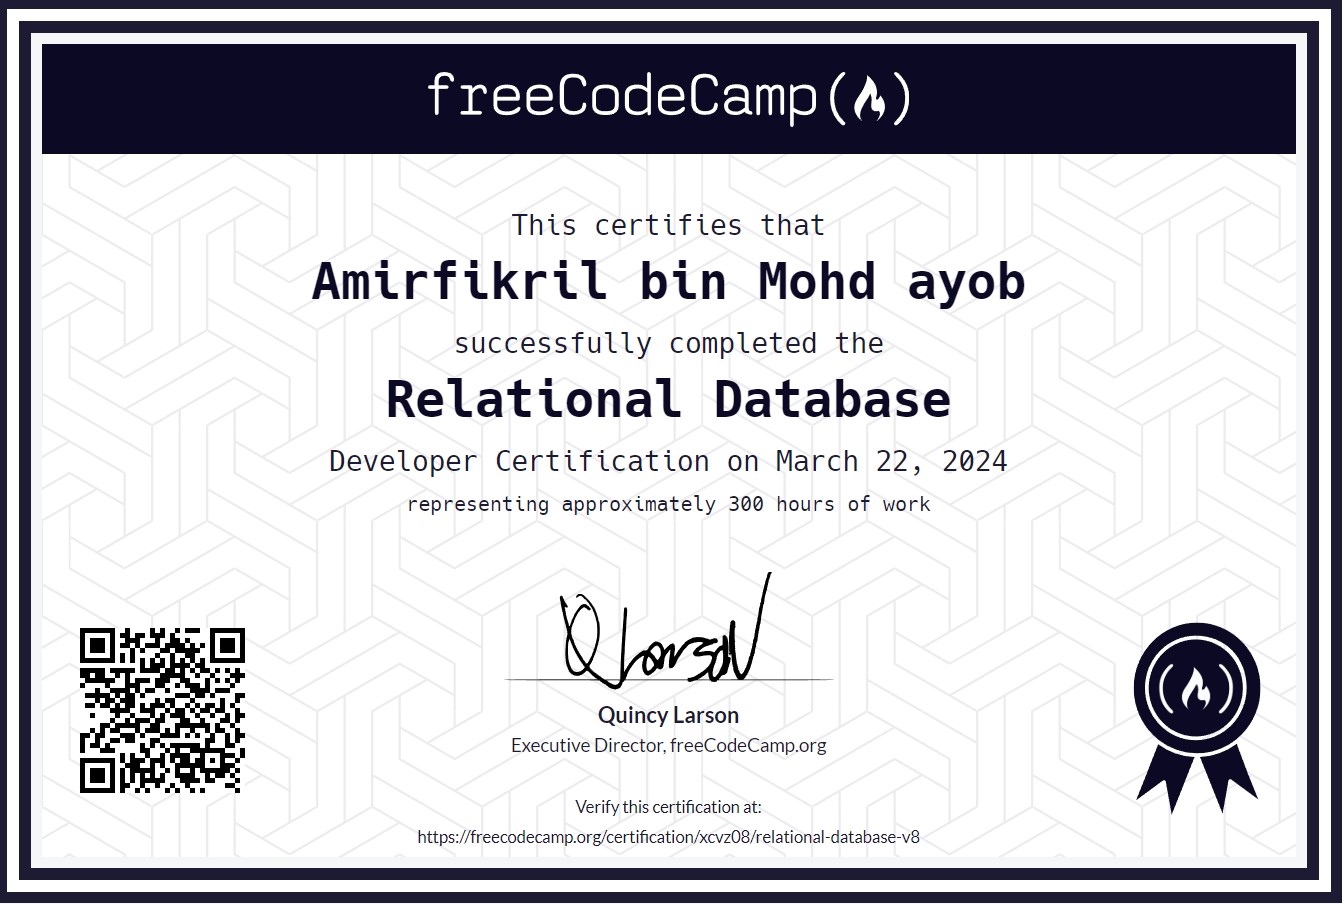 freeCodeCamp
This certifies that
Amirfikril bin Mohd ayob
successfully completed the
Relational Database
Developer Certification on March 22, 2024
representing approximately 300 hours of work
Quincy Larson
Executive Director, freeCodeCamp.org
Verify this certification at:
https://freecodecamp.org/certification/xcvz08/relational-database-v8